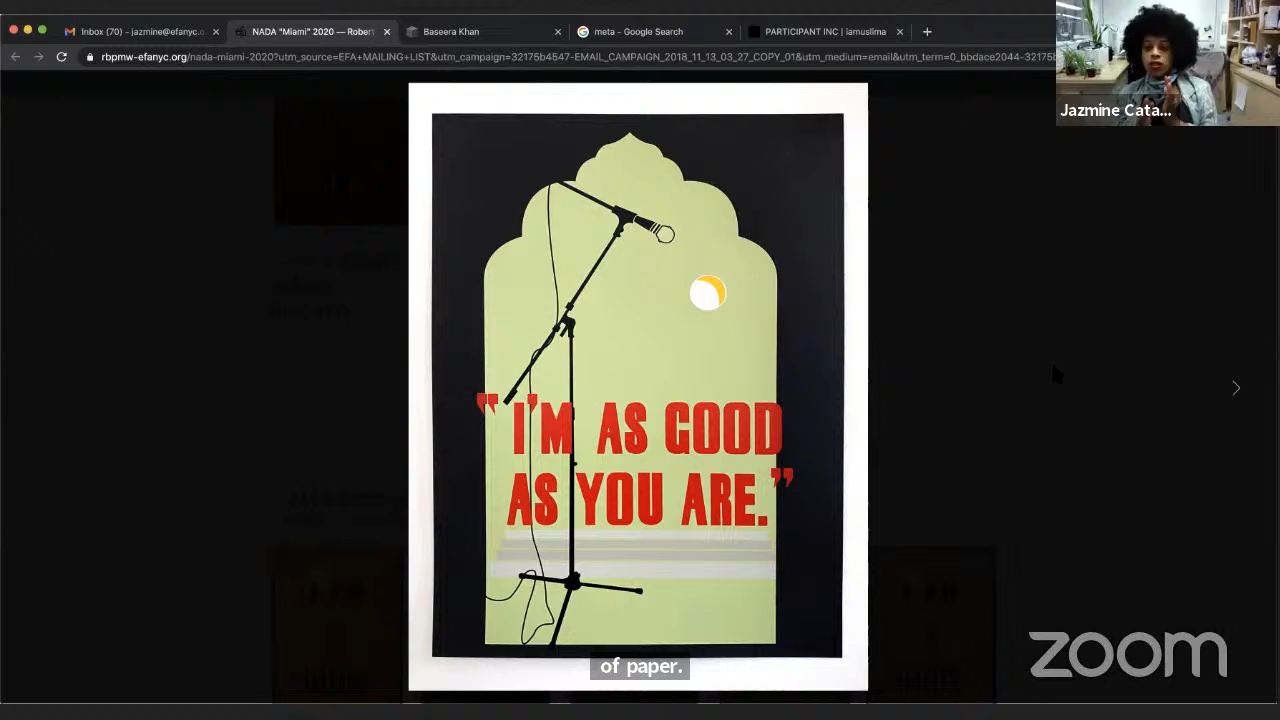 Inbox (70) - jazmine@efanyc.o
NADA "Miami" 2020 — Rober
Baseera Khan
meta - Google Search
PARTICIPANT INC | iamuslima
rbpmw-efanyc.org/nada-miami-2020?utm_source=EFA+MAILING+LIST&utm_campaign=32175b4547-EMAIL_CAMPAIGN_2018_11_13_03_27_COPY_01&utm_medium=email&utm_term=0_bbdace2044-32175b
Jazmine Cata...
"I'M AS GOOD
AS YOU ARE."
of paper.
zoom